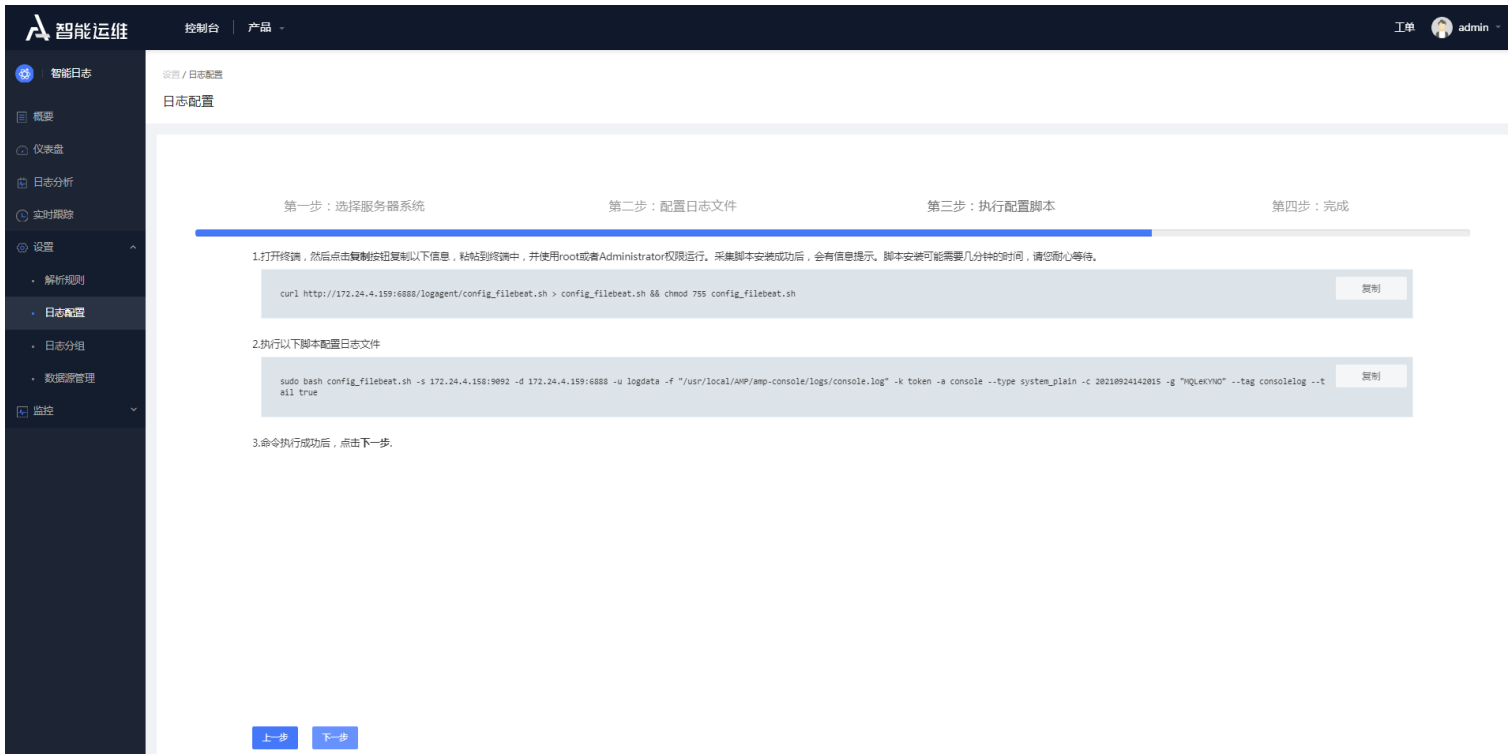 智能运维
控制台 产品
工单 admin
智能日志
概要
仪表盘
日志分析
实时跟踪
设置
解析规则
日志配置
日志分组
数据源管理
监控
设置 / 日志配置
日志配置
第一步：选择服务器系统 第二步：配置日志文件 第三步：执行配置脚本 第四步：完成
1.打开终端，然后点击复制按钮复制以下信息，粘帖到终端中，并使用root或者Administrator权限运行。采集脚本安装成功后，会有信息提示。脚本安装可能需要几分钟的时间，请您耐心等待。
curl http://172.24.4.159:6888/logagent/config_filebeat.sh > config_filebeat.sh && chmod 755 config_filebeat.sh
复制
2.执行以下脚本配置日志文件
sudo bash config_filebeat.sh -s 172.24.4.158:9092 -d 172.24.4.159:6888 -u logdata -f "/usr/local/AMP/amp-console/logs/console.log" -k token -a console --type system_plain -c 20210924142015 -g "MQLeKYNO" --tag consolelog --t
ail true
复制
3.命令执行成功后，点击下一步.
上一步 下一步